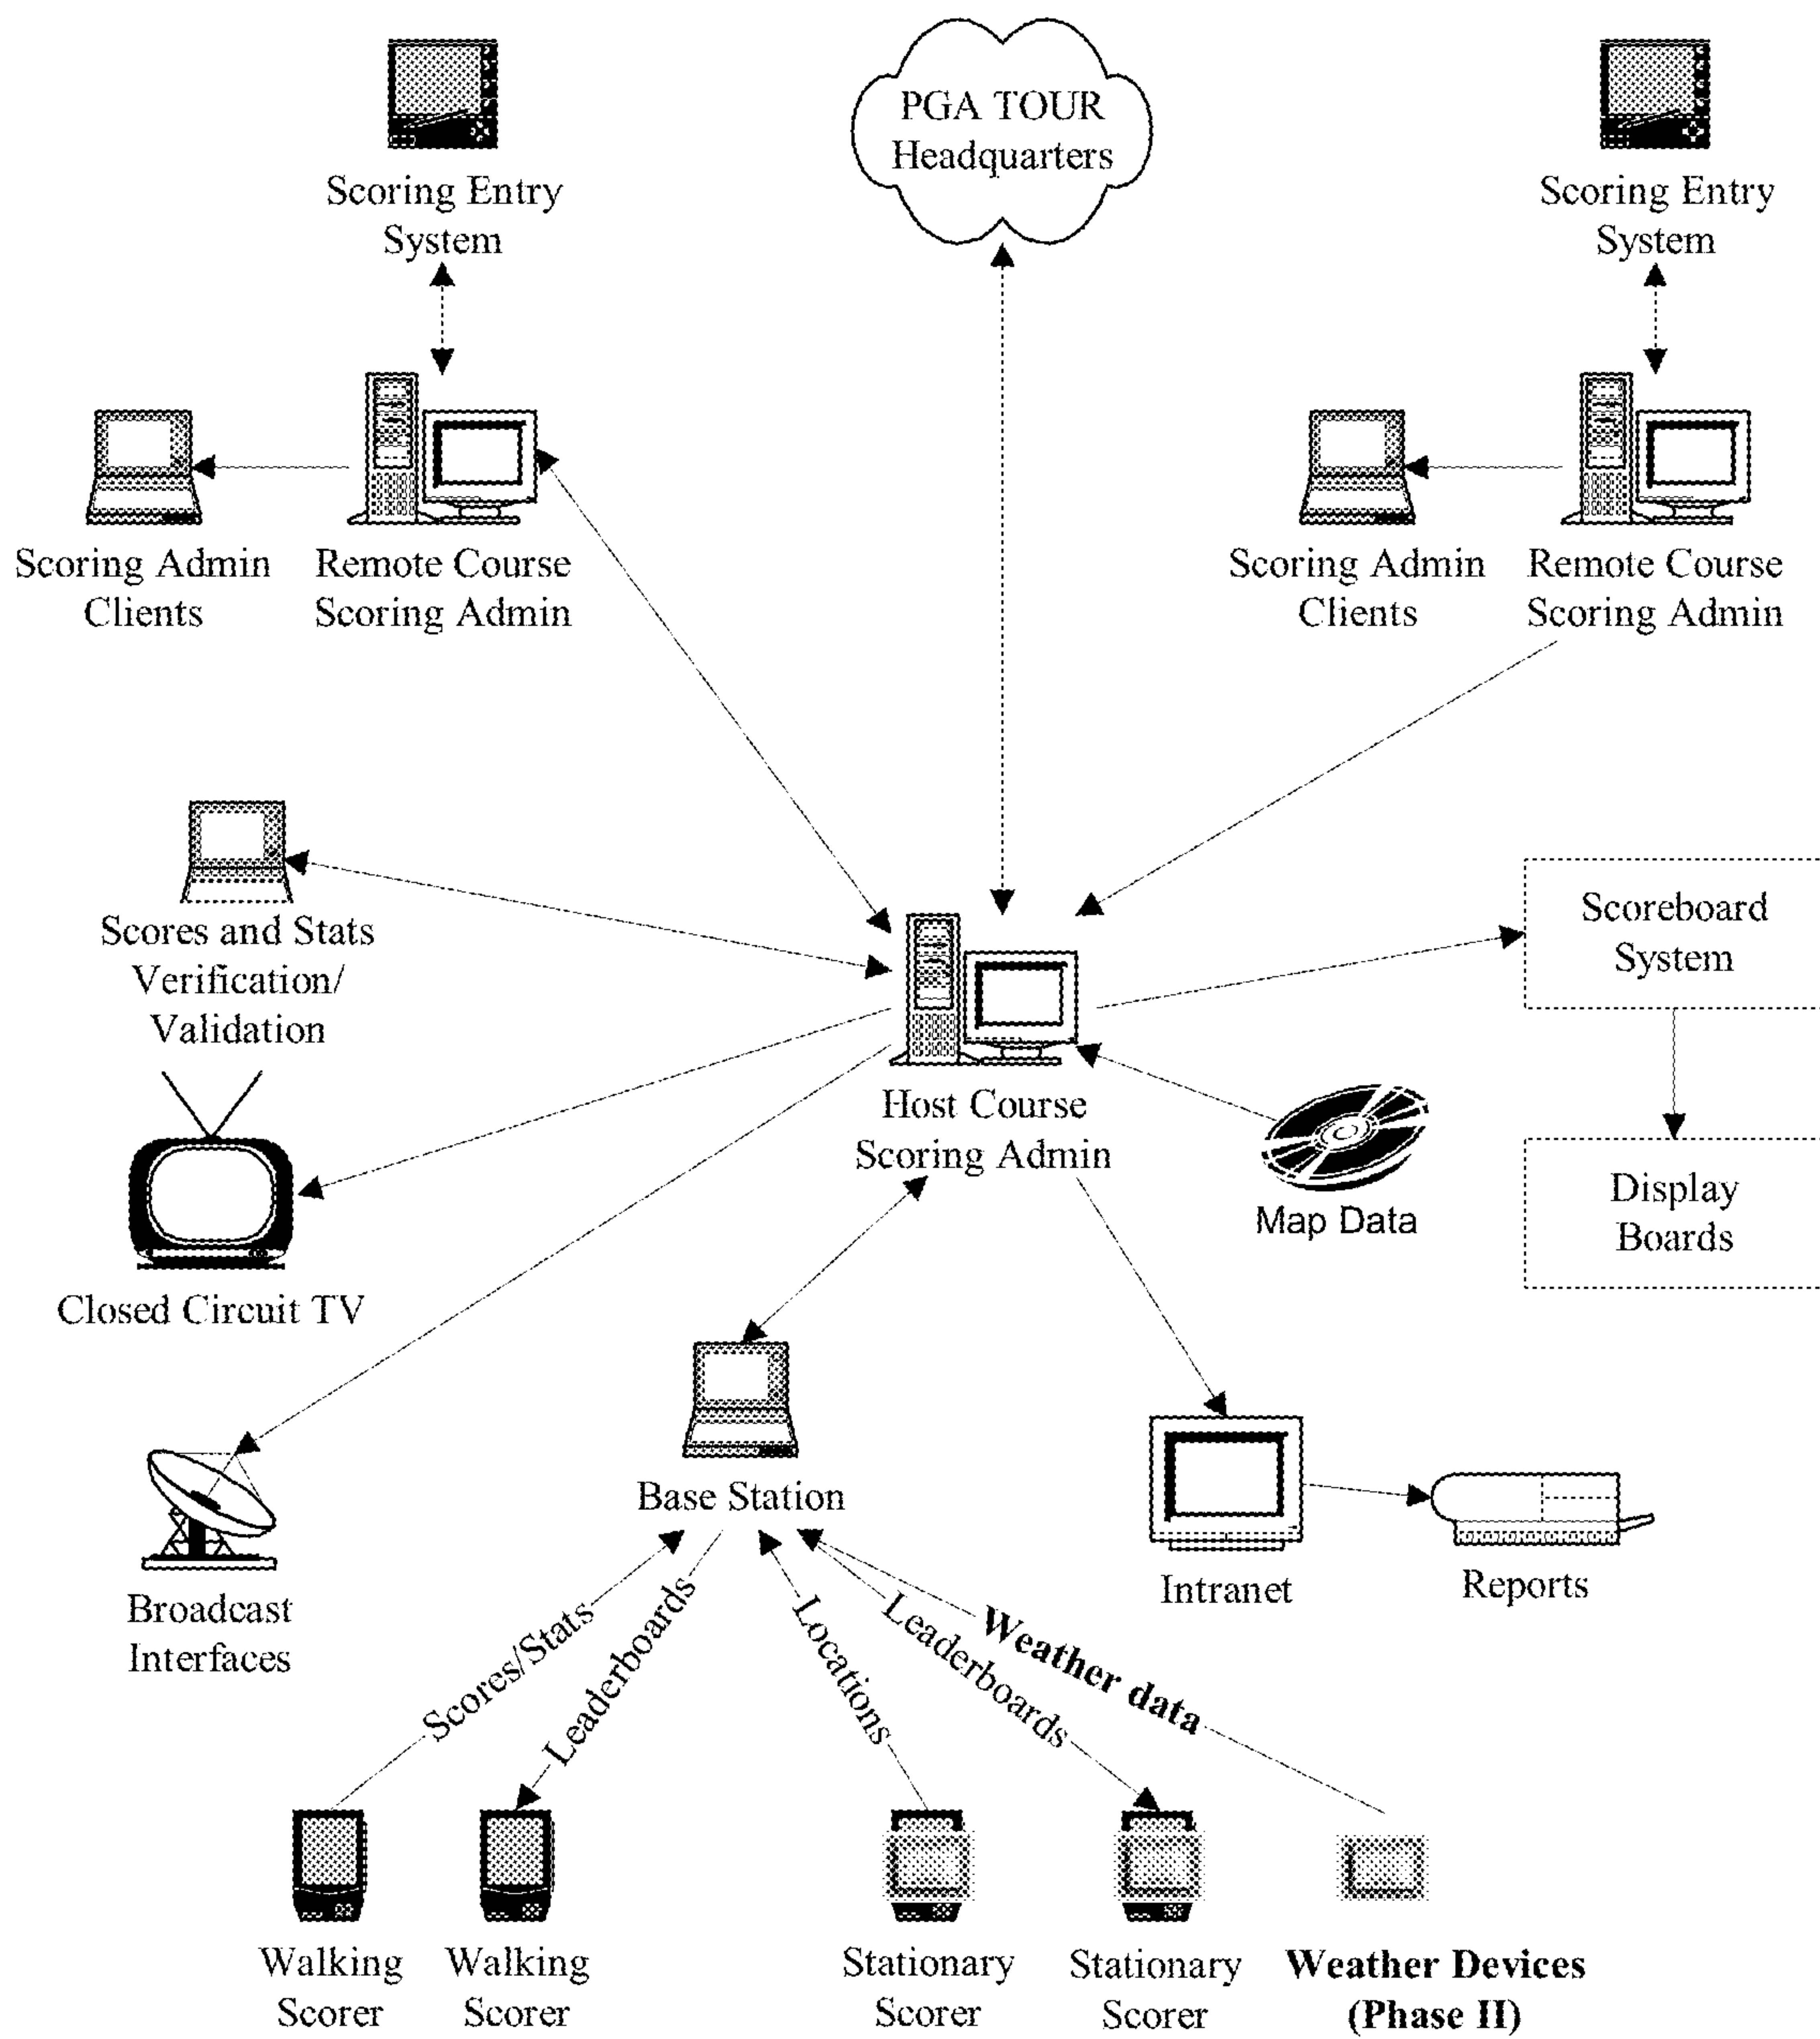 PGA TOUR
Headquarters
Scoring Entry
System
Scoring Entry
System
Scoring Admin
Clients
Remote Course
Scoring Admin
Scoring Admin
Clients
Remote Course
Scoring Admin
Scores and Stats
Verification/
Validation
Scoreboard
System
Host Course
Scoring Admin
Map Data
Display
Boards
Closed Circuit TV
Base Station
Broadcast
Interfaces
Intranet
Reports
Scores/Stats
Leaderboards
Locations
Leaderboards
Weather data
Walking
Scorer
Walking
Scorer
Stationary
Scorer
Stationary
Scorer
Weather Devices
(Phase II)